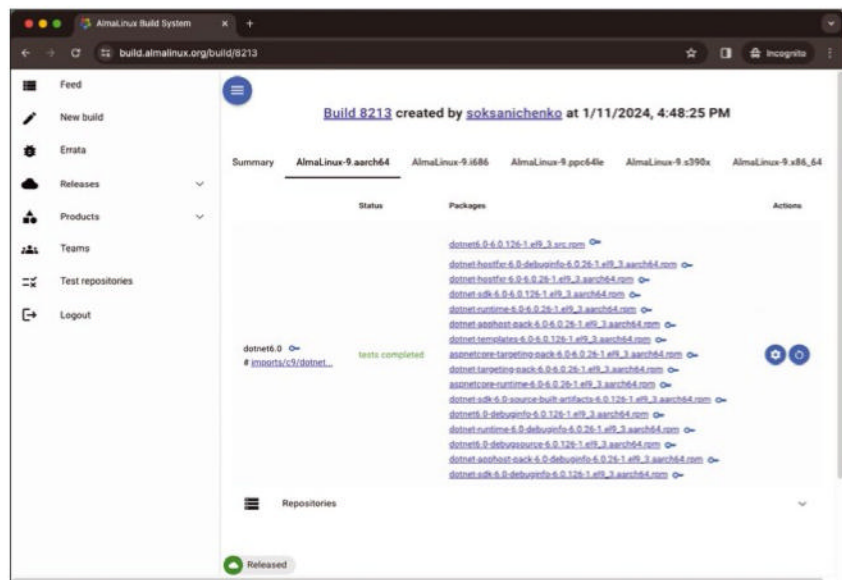 AlmaLinux Build System
build.almalinux.org/build/8213
Incognito
Feed
New build
Errata
Releases
Products
Teams
Test repositories
Logout
Build 8213 created by soksanichenko at 1/11/2024, 4:48:25 PM
Summary AlmaLinux-9.aarch64 AlmaLinux-9.i686 AlmaLinux-9.ppc64le AlmaLinux-9.s390x AlmaLinux-9.x86_64
Status Packages Actions
dotnet6.0-6.0.126-1.el9_3.src.rpm
dotnet-hostfxr-6.0-debuginfo-6.0.26-1.el9_3.aarch64.rpm
dotnet-hostfxr-6.0-6.0.26-1.el9_3.aarch64.rpm
dotnet-sdk-6.0-6.0.126-1.el9_3.aarch64.rpm
dotnet-runtime-6.0-6.0.26-1.el9_3.aarch64.rpm
dotnet-apphost-pack-6.0-6.0.26-1.el9_3.aarch64.rpm
dotnet-templates-6.0-6.0.126-1.el9_3.aarch64.rpm
dotnet6.0 aspnetcore-targeting-pack-6.0-6.0.26-1.el9_3.aarch64.rpm
tests completed
# imports/c9/dotnet... dotnet-targeting-pack-6.0-6.0.26-1.el9_3.aarch64.rpm
aspnetcore-runtime-6.0-6.0.26-1.el9_3.aarch64.rpm
dotnet-sdk-6.0-source-built-artifacts-6.0.126-1.el9_3.aarch64.rpm
dotnet6.0-debuginfo-6.0.126-1.el9_3.aarch64.rpm
dotnet-runtime-6.0-debuginfo-6.0.26-1.el9_3.aarch64.rpm
dotnet6.0-debugsource-6.0.126-1.el9_3.aarch64.rpm
dotnet-apphost-pack-6.0-debuginfo-6.0.26-1.el9_3.aarch64.rpm
dotnet-sdk-6.0-debuginfo-6.0.126-1.el9_3.aarch64.rpm
Repositories
Released